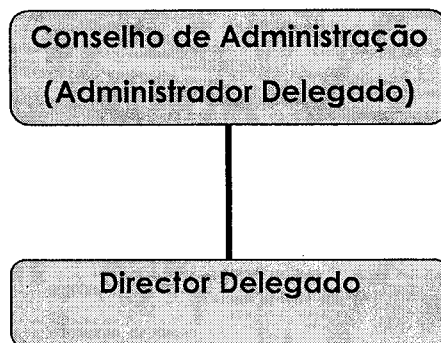 Conselho de Administração
(Administrador Delegado)
Director Delegado